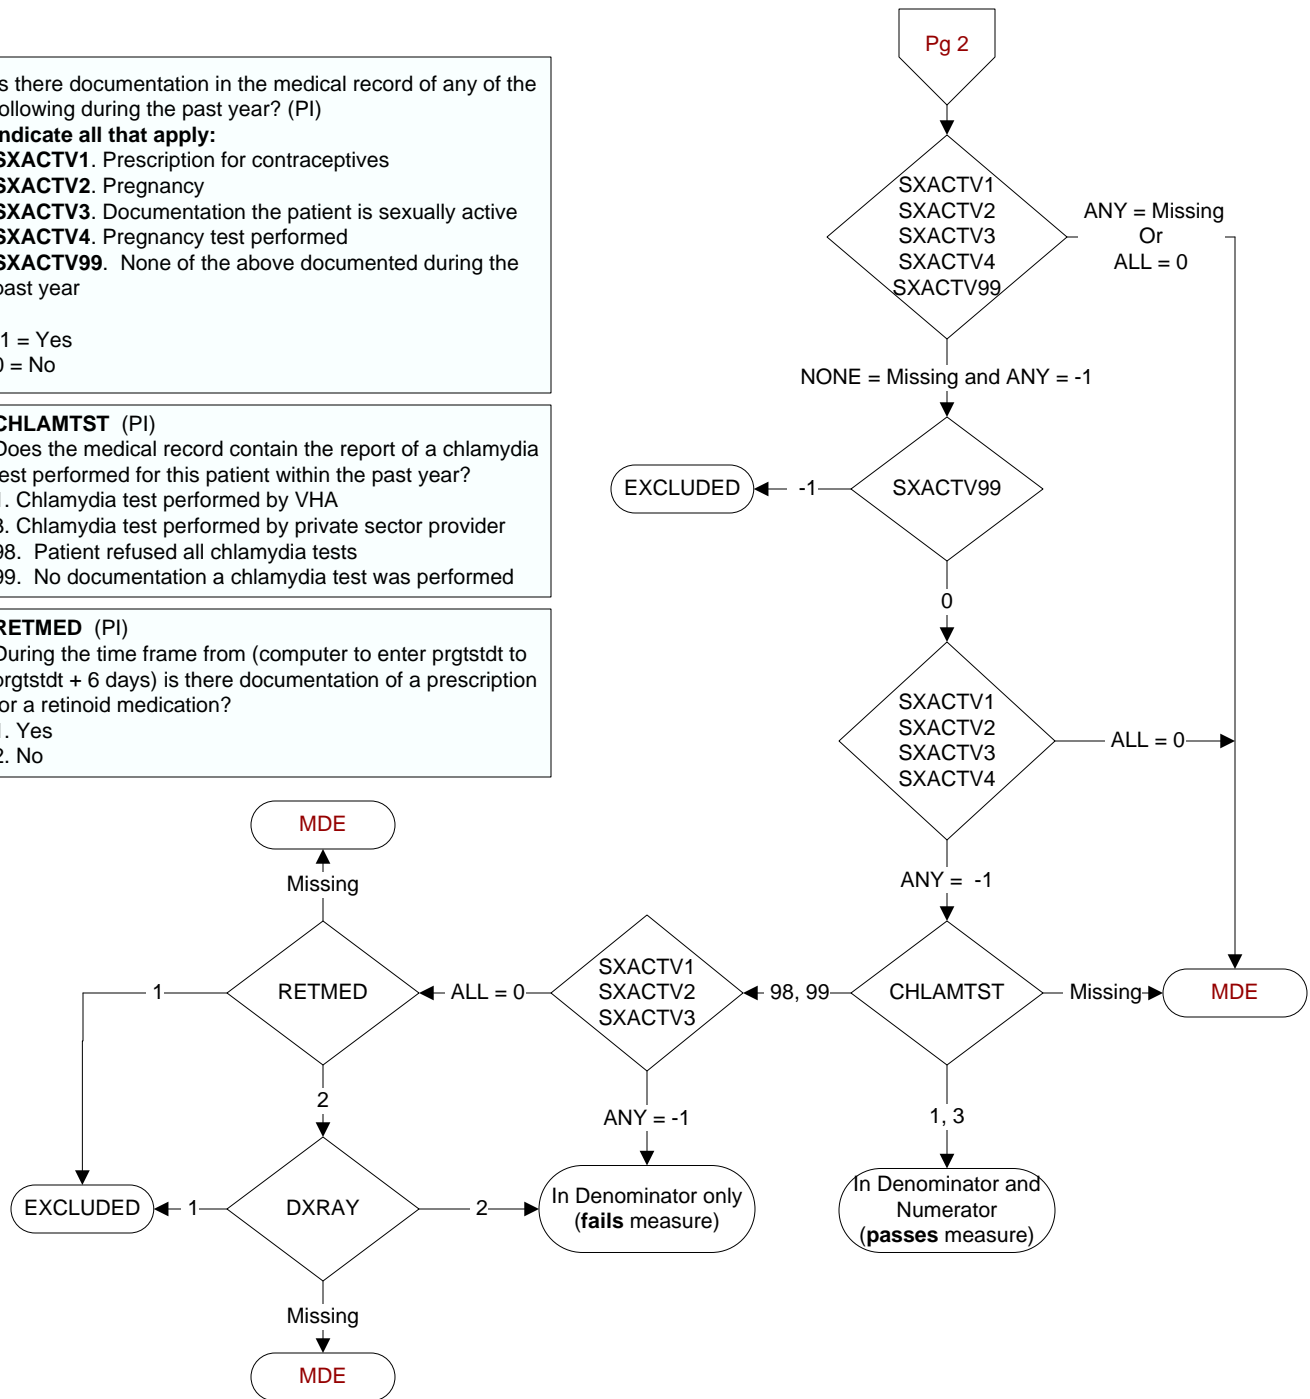 Pg 2
s there documentation in the medical record of any of the
ollowing during the past year? (PI)
ndicate all that apply:
SXACTV1. Prescription for contraceptives
SXACTV2. Pregnancy
SXACTV3. Documentation the patient is sexually active
SXACTV4. Pregnancy test performed
SXACTV99.  None of the above documented during the
past year
1 = Yes
0 = No
CHLAMTST  (PI)
Does the medical record contain the report of a chlamydia
test performed for this patient within the past year?
1. Chlamydia test performed by VHA
3. Chlamydia test performed by private sector provider
98.  Patient refused all chlamydia tests
99.  No documentation a chlamydia test was performed
RETMED  (PI)
During the time frame from (computer to enter prgtstdt to
prgtstdt + 6 days) is there documentation of a prescription
for a retinoid medication?
1. Yes
2. No
SXACTV1
SXACTV2
SXACTV3
SXACTV4
SXACTV99
ANY = Missing
Or
ALL = 0
NONE = Missing and ANY = -1
SXACTV99
-1
EXCLUDED
0
SXACTV1
SXACTV2
SXACTV3
SXACTV4
ALL = 0
ANY =  -1
CHLAMTST
Missing
MDE
98, 99
1, 3
In Denominator and
Numerator
(passes measure)
SXACTV1
SXACTV2
SXACTV3
ALL = 0
ANY = -1
In Denominator only
(fails measure)
RETMED
Missing
MDE
1
2
DXRAY
1
EXCLUDED
2
Missing
MDE